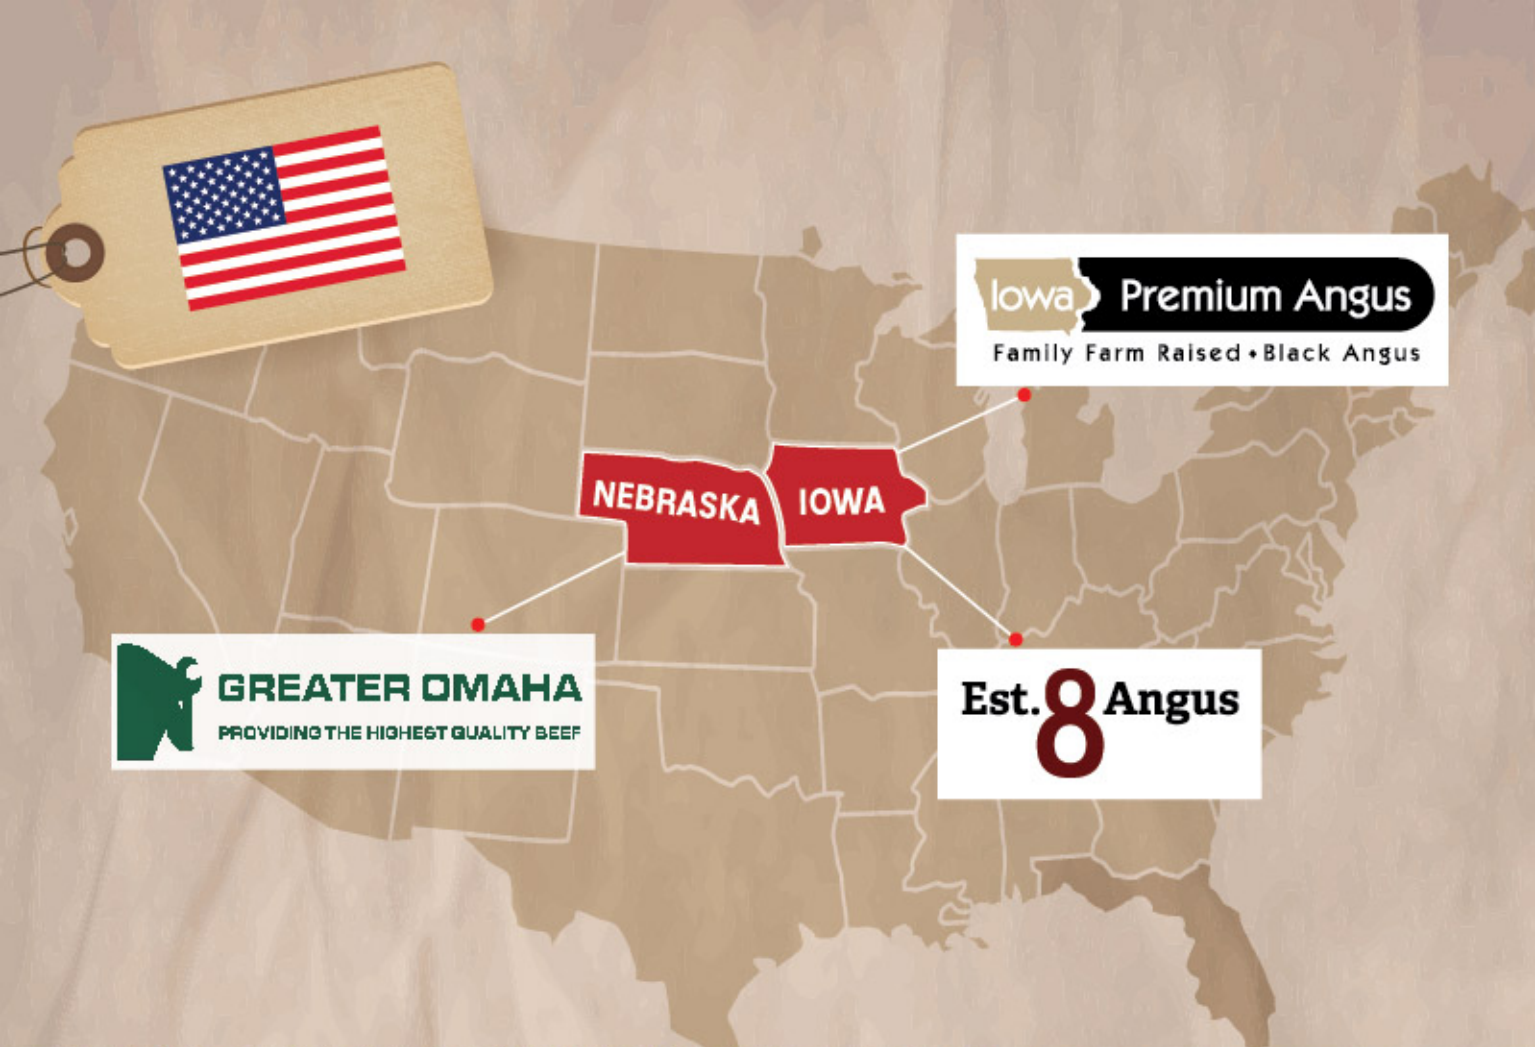 Iowa Premium Angus
Family Farm Raised • Black Angus
NEBRASKA
IOWA
GREATER OMAHA
PROVIDING THE HIGHEST QUALITY BEEF
Est. 8 Angus